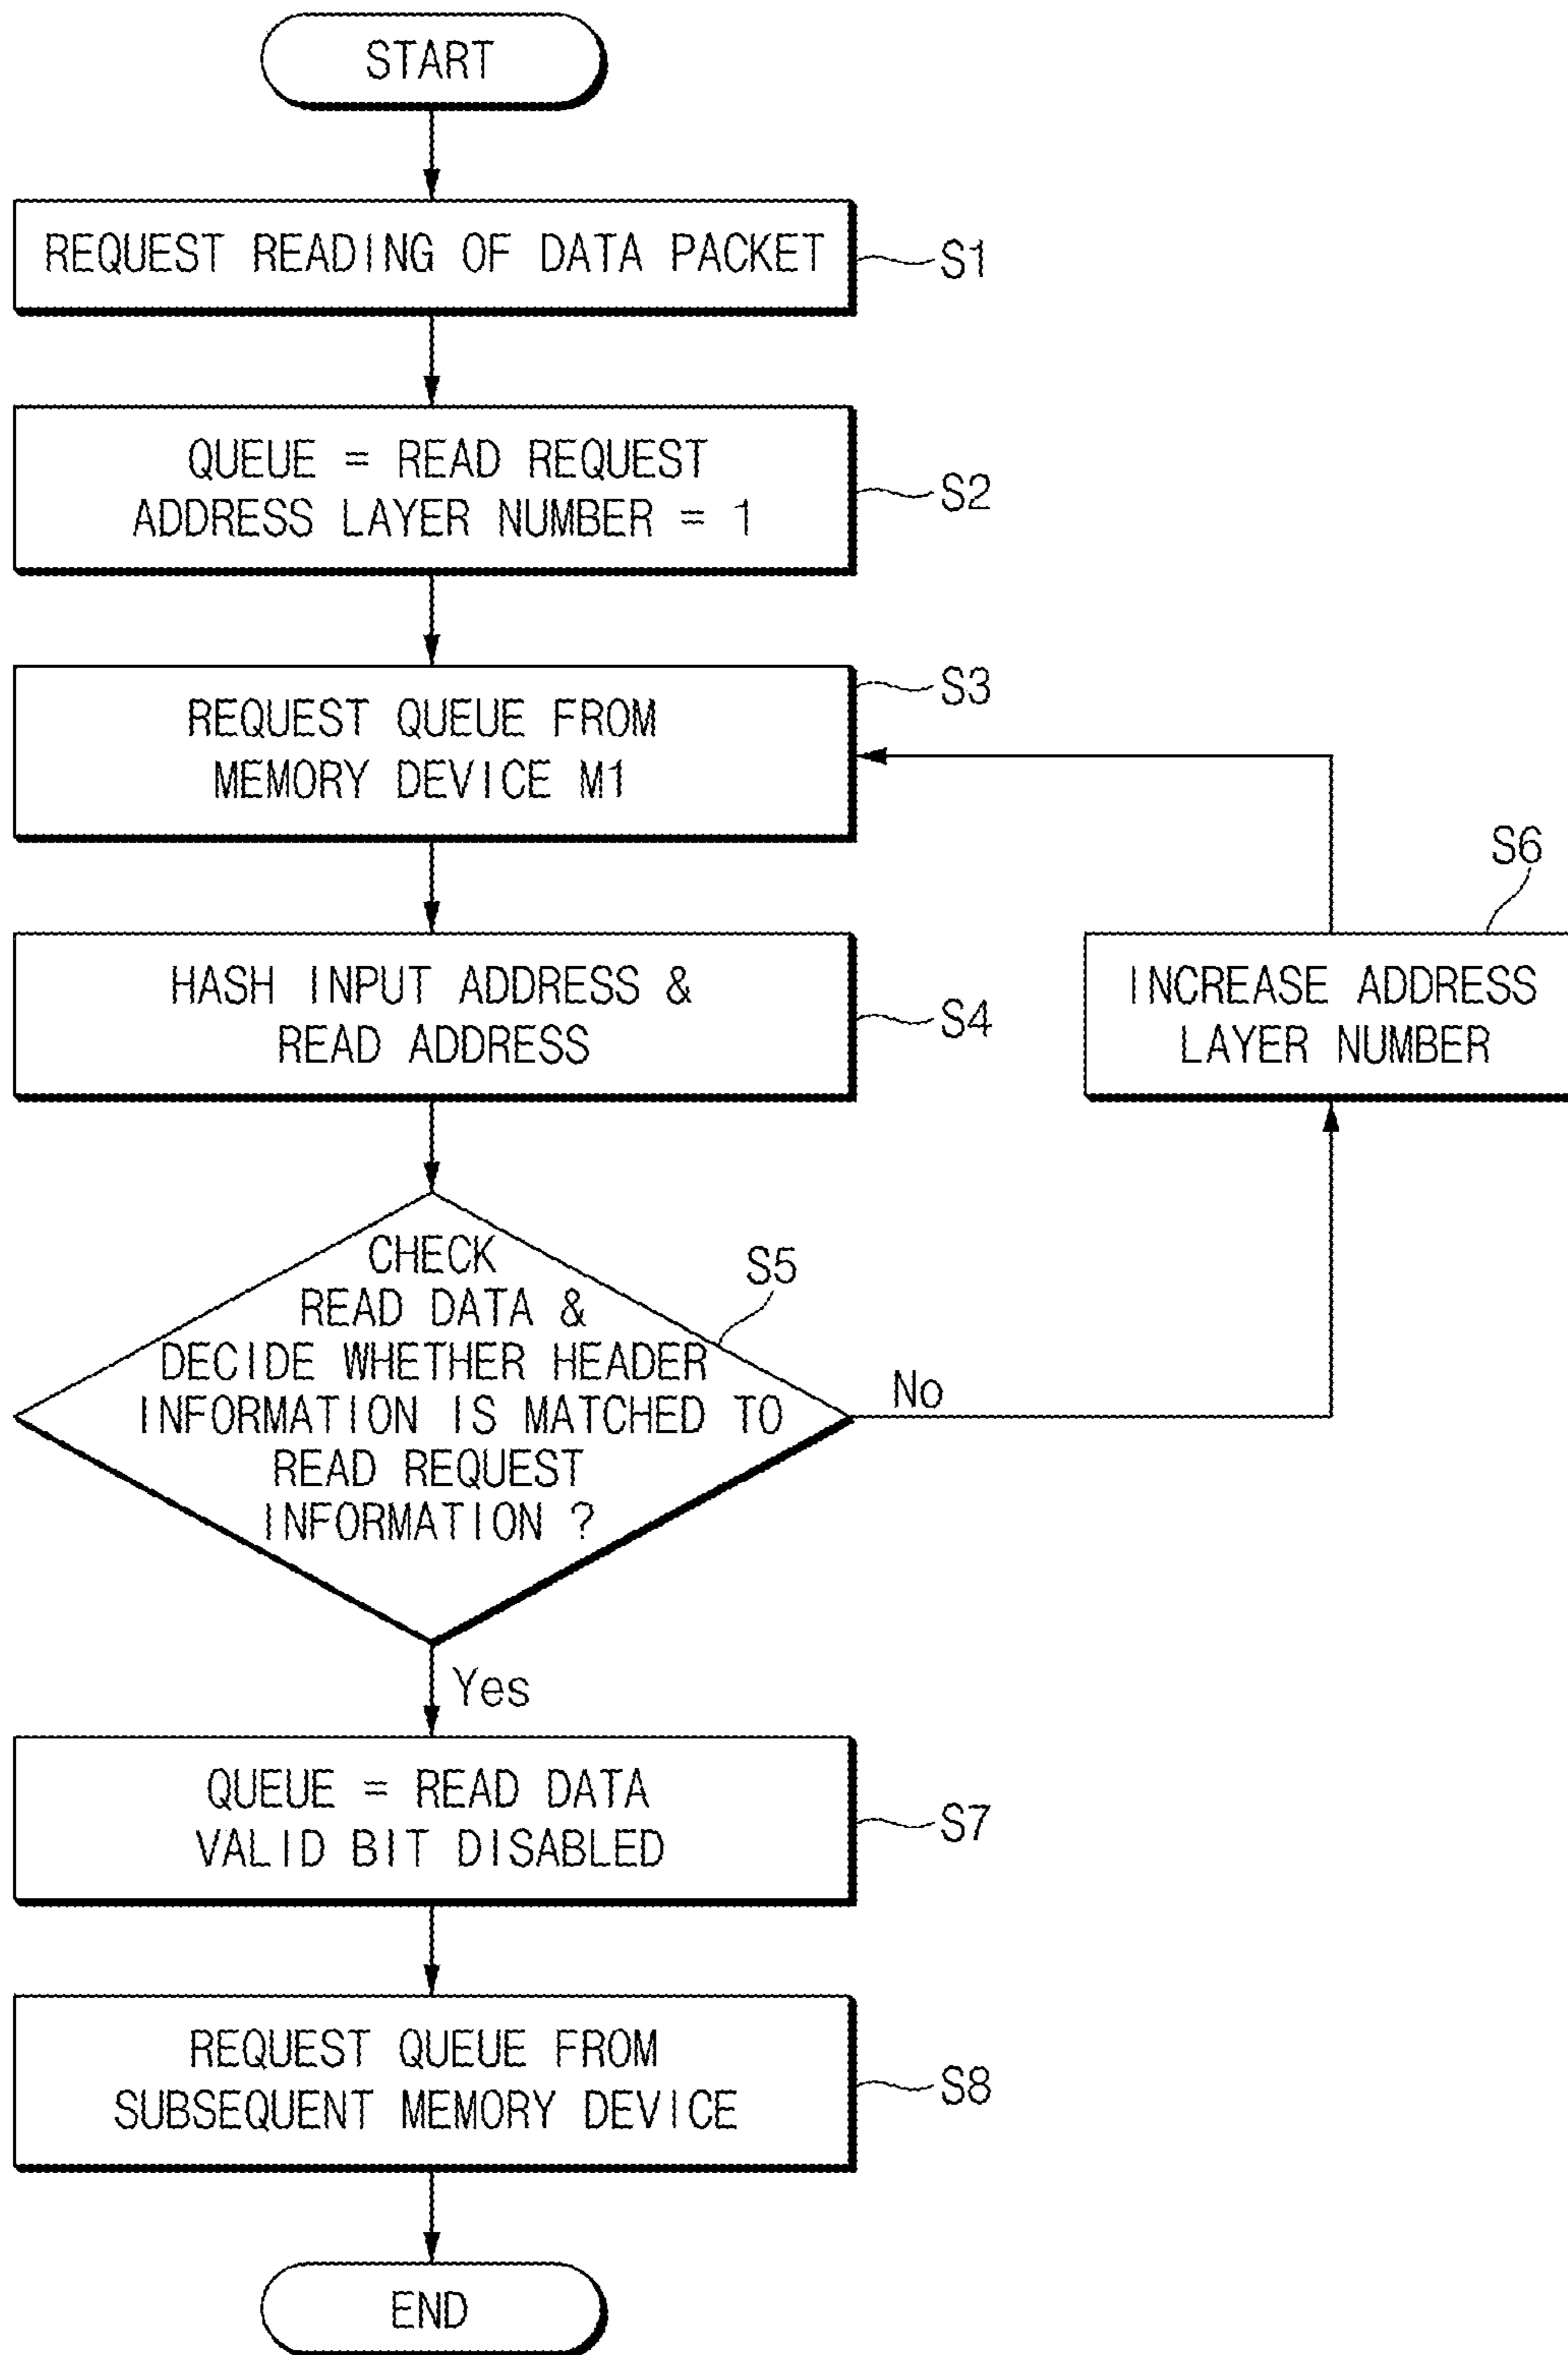 START
REQUEST READING OF DATA PACKET
S1
QUEUE = READ REQUEST
ADDRESS LAYER NUMBER = 1
S2
REQUEST QUEUE FROM
MEMORY DEVICE M1
S3
HASH INPUT ADDRESS &
READ ADDRESS
S4
S6
INCREASE ADDRESS
LAYER NUMBER
CHECK
READ DATA &
DECIDE WHETHER HEADER
INFORMATION IS MATCHED TO
READ REQUEST
INFORMATION ?
S5
No
Yes
QUEUE = READ DATA
VALID BIT DISABLED
S7
REQUEST QUEUE FROM
SUBSEQUENT MEMORY DEVICE
S8
END